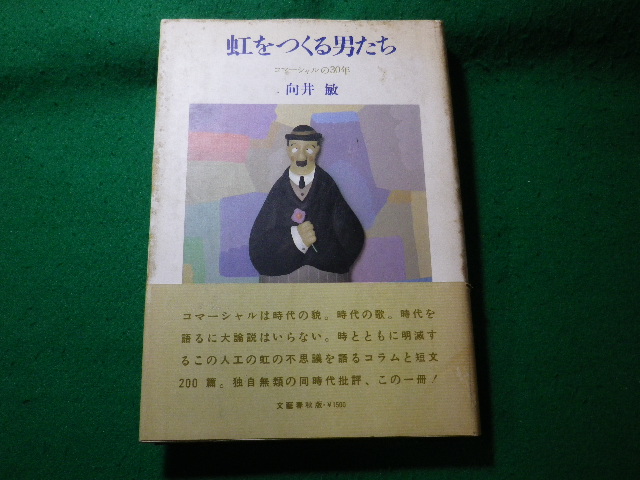 虹をつくる男たち
コマーシャルの30年
向井 敏
コマーシャルは時代の貌。時代の歌。時代を
語るに大論説はいらない。時とともに明滅す
るこの人工の虹の不思議を語るコラムと短文
200篇。独自無類の同時代批評、この一冊！
文藝春秋版・¥1550